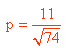 p = 11/√74